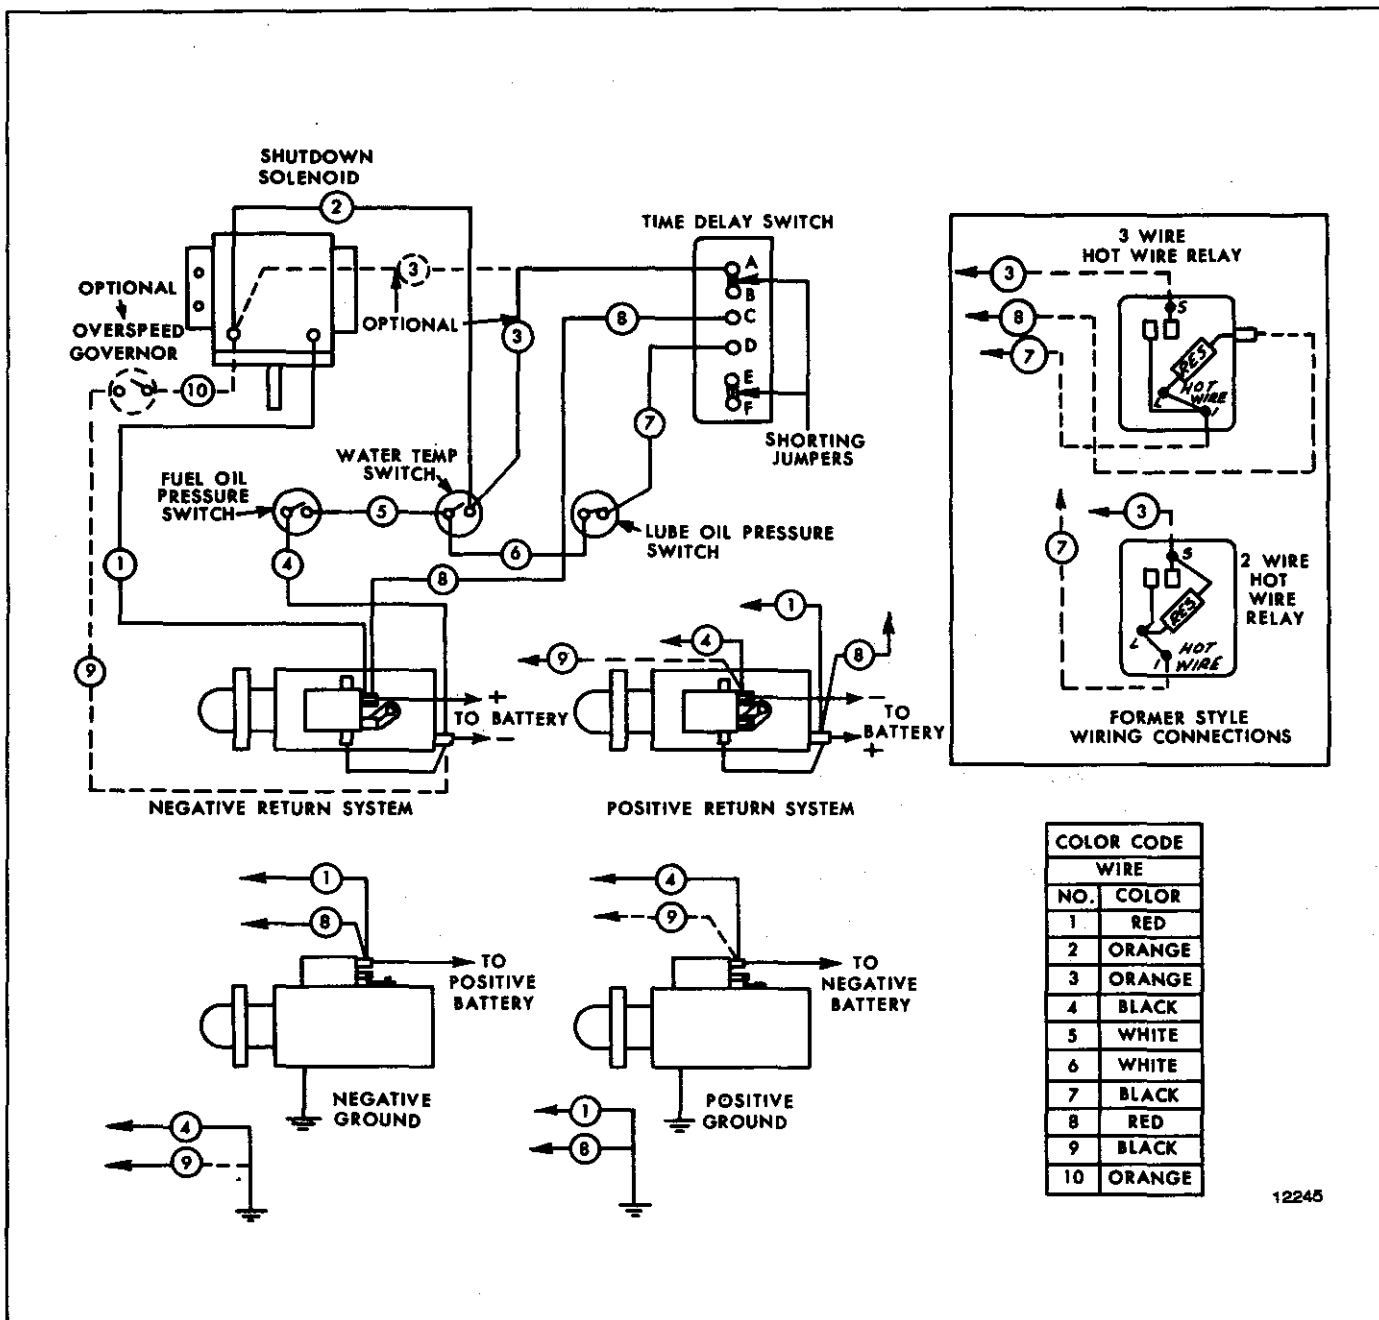 SHUTDOWN
SOLENOID
2
TIME DELAY SWITCH
3
OPTIONAL
OPTIONAL
OVERSPEED
GOVERNOR
10
3
8
A
B
C
D
E
F
7
SHORTING
JUMPERS
WATER TEMP
SWITCH
FUEL OIL
PRESSURE
SWITCH
5
6
LUBE OIL PRESSURE
SWITCH
1
4
8
9
+
TO BATTERY
−
NEGATIVE RETURN SYSTEM
1
4
9
8
−
TO
BATTERY
+
POSITIVE RETURN SYSTEM
3 WIRE
HOT WIRE RELAY
3
8
7
S
RES
HOT
WIRE
L
I
3
7
S
2 WIRE
HOT
WIRE
RELAY
RES
L
HOT
WIRE
I
FORMER STYLE
WIRING CONNECTIONS
1
8
TO
POSITIVE
BATTERY
NEGATIVE
GROUND
4
9
4
9
TO
NEGATIVE
BATTERY
POSITIVE
GROUND
1
8
COLOR CODE
WIRE
NO. COLOR
1 RED
2 ORANGE
3 ORANGE
4 BLACK
5 WHITE
6 WHITE
7 BLACK
8 RED
9 BLACK
10 ORANGE
12245